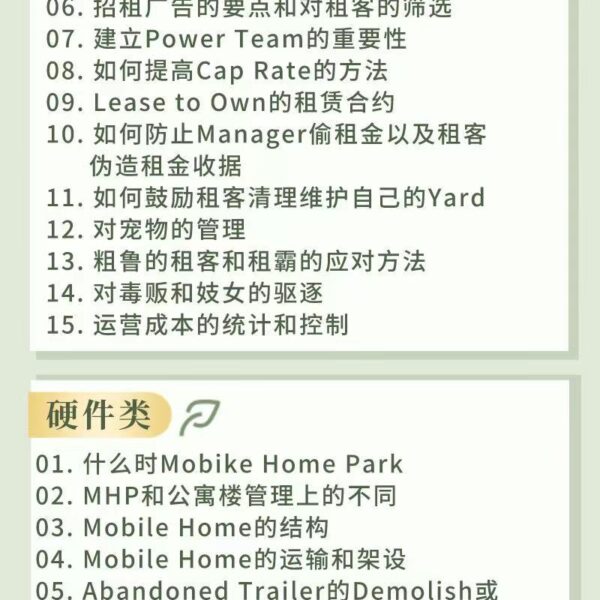 06. 招租广告的要点和对租客的筛选
07. 建立Power Team的重要性
08. 如何提高Cap Rate的方法
09. Lease to Own的租赁合约
10. 如何防止Manager偷租金以及租客
伪造租金收据
11. 如何鼓励租客清理维护自己的Yard
12. 对宠物的管理
13. 粗鲁的租客和租霸的应对方法
14. 对毒贩和妓女的驱逐
15. 运营成本的统计和控制
硬件类
01. 什么时Mobike Home Park
02. MHP和公寓楼管理上的不同
03. Mobile Home的结构
04. Mobile Home的运输和架设
05. Abandoned Trailer的Demolish或